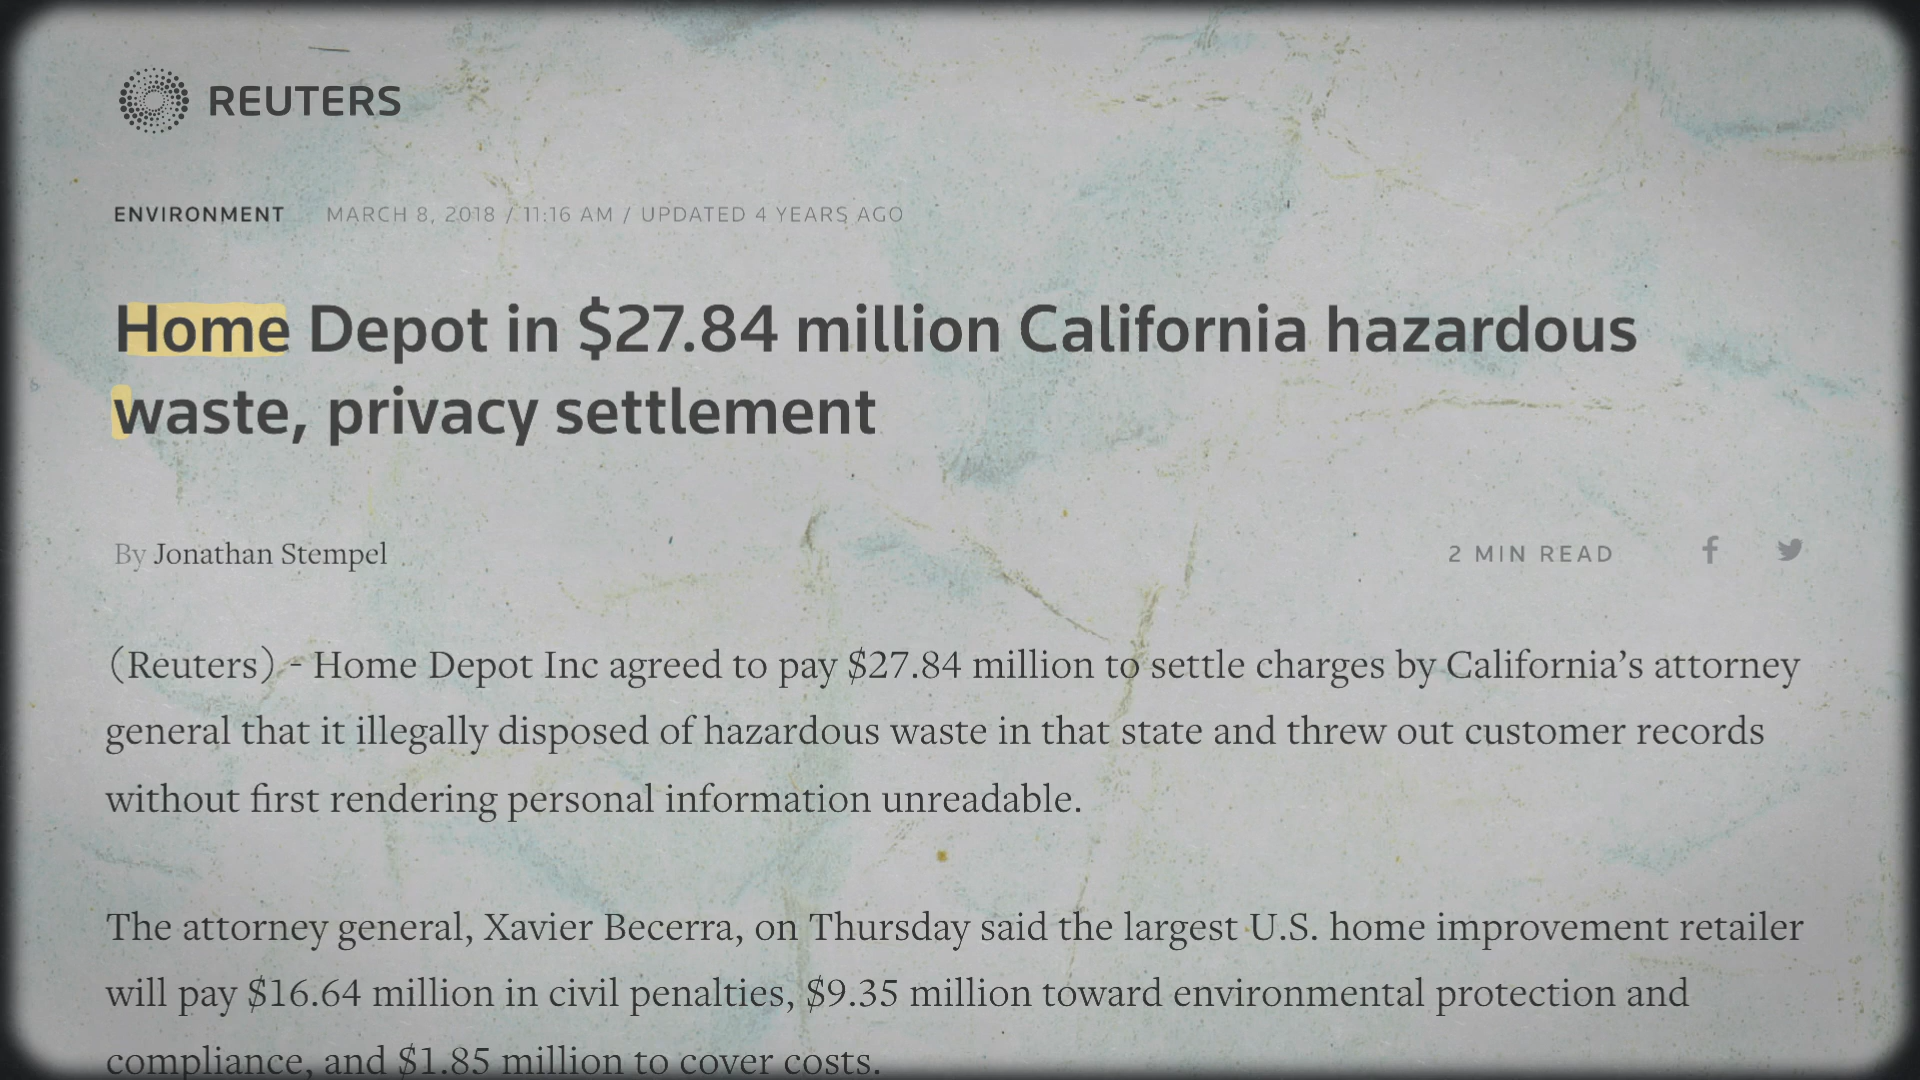 REUTERS
ENVIRONMENT MARCH 8, 2018 / 11:16 AM / UPDATED 4 YEARS AGO
Home Depot in $27.84 million California hazardous
waste, privacy settlement
By Jonathan Stempel 2 MIN READ
(Reuters) - Home Depot Inc agreed to pay $27.84 million to settle charges by California’s attorney
general that it illegally disposed of hazardous waste in that state and threw out customer records
without first rendering personal information unreadable.
The attorney general, Xavier Becerra, on Thursday said the largest U.S. home improvement retailer
will pay $16.64 million in civil penalties, $9.35 million toward environmental protection and
compliance, and $1.85 million to cover costs.